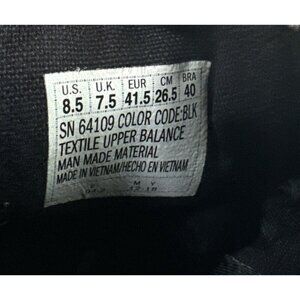 U.S. U.K. EUR CM BRA
8.5 7.5 41.5 26.5 40
SN 64109 COLOR CODE:BLK
TEXTILE UPPER BALANCE
MAN MADE MATERIAL
MADE IN VIETNAM/HECHO EN VIETNAM
M Y